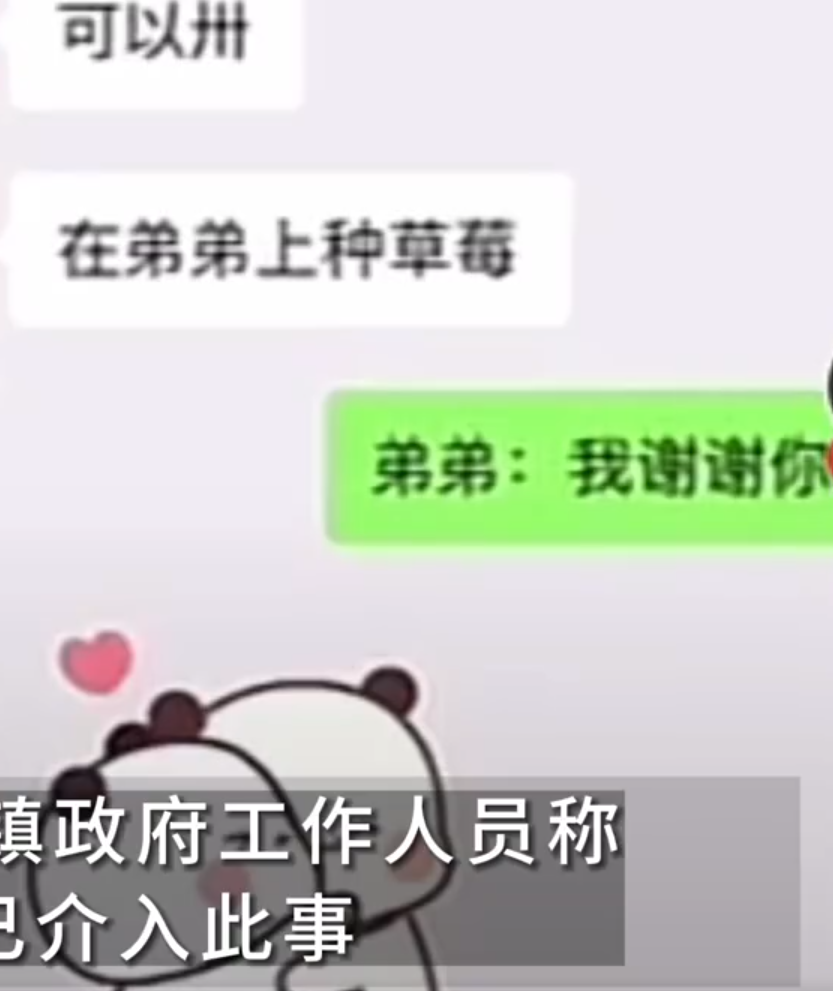 可以卅
在弟弟上种草莓
弟弟：我谢谢你
镇政府工作人员称
已介入此事